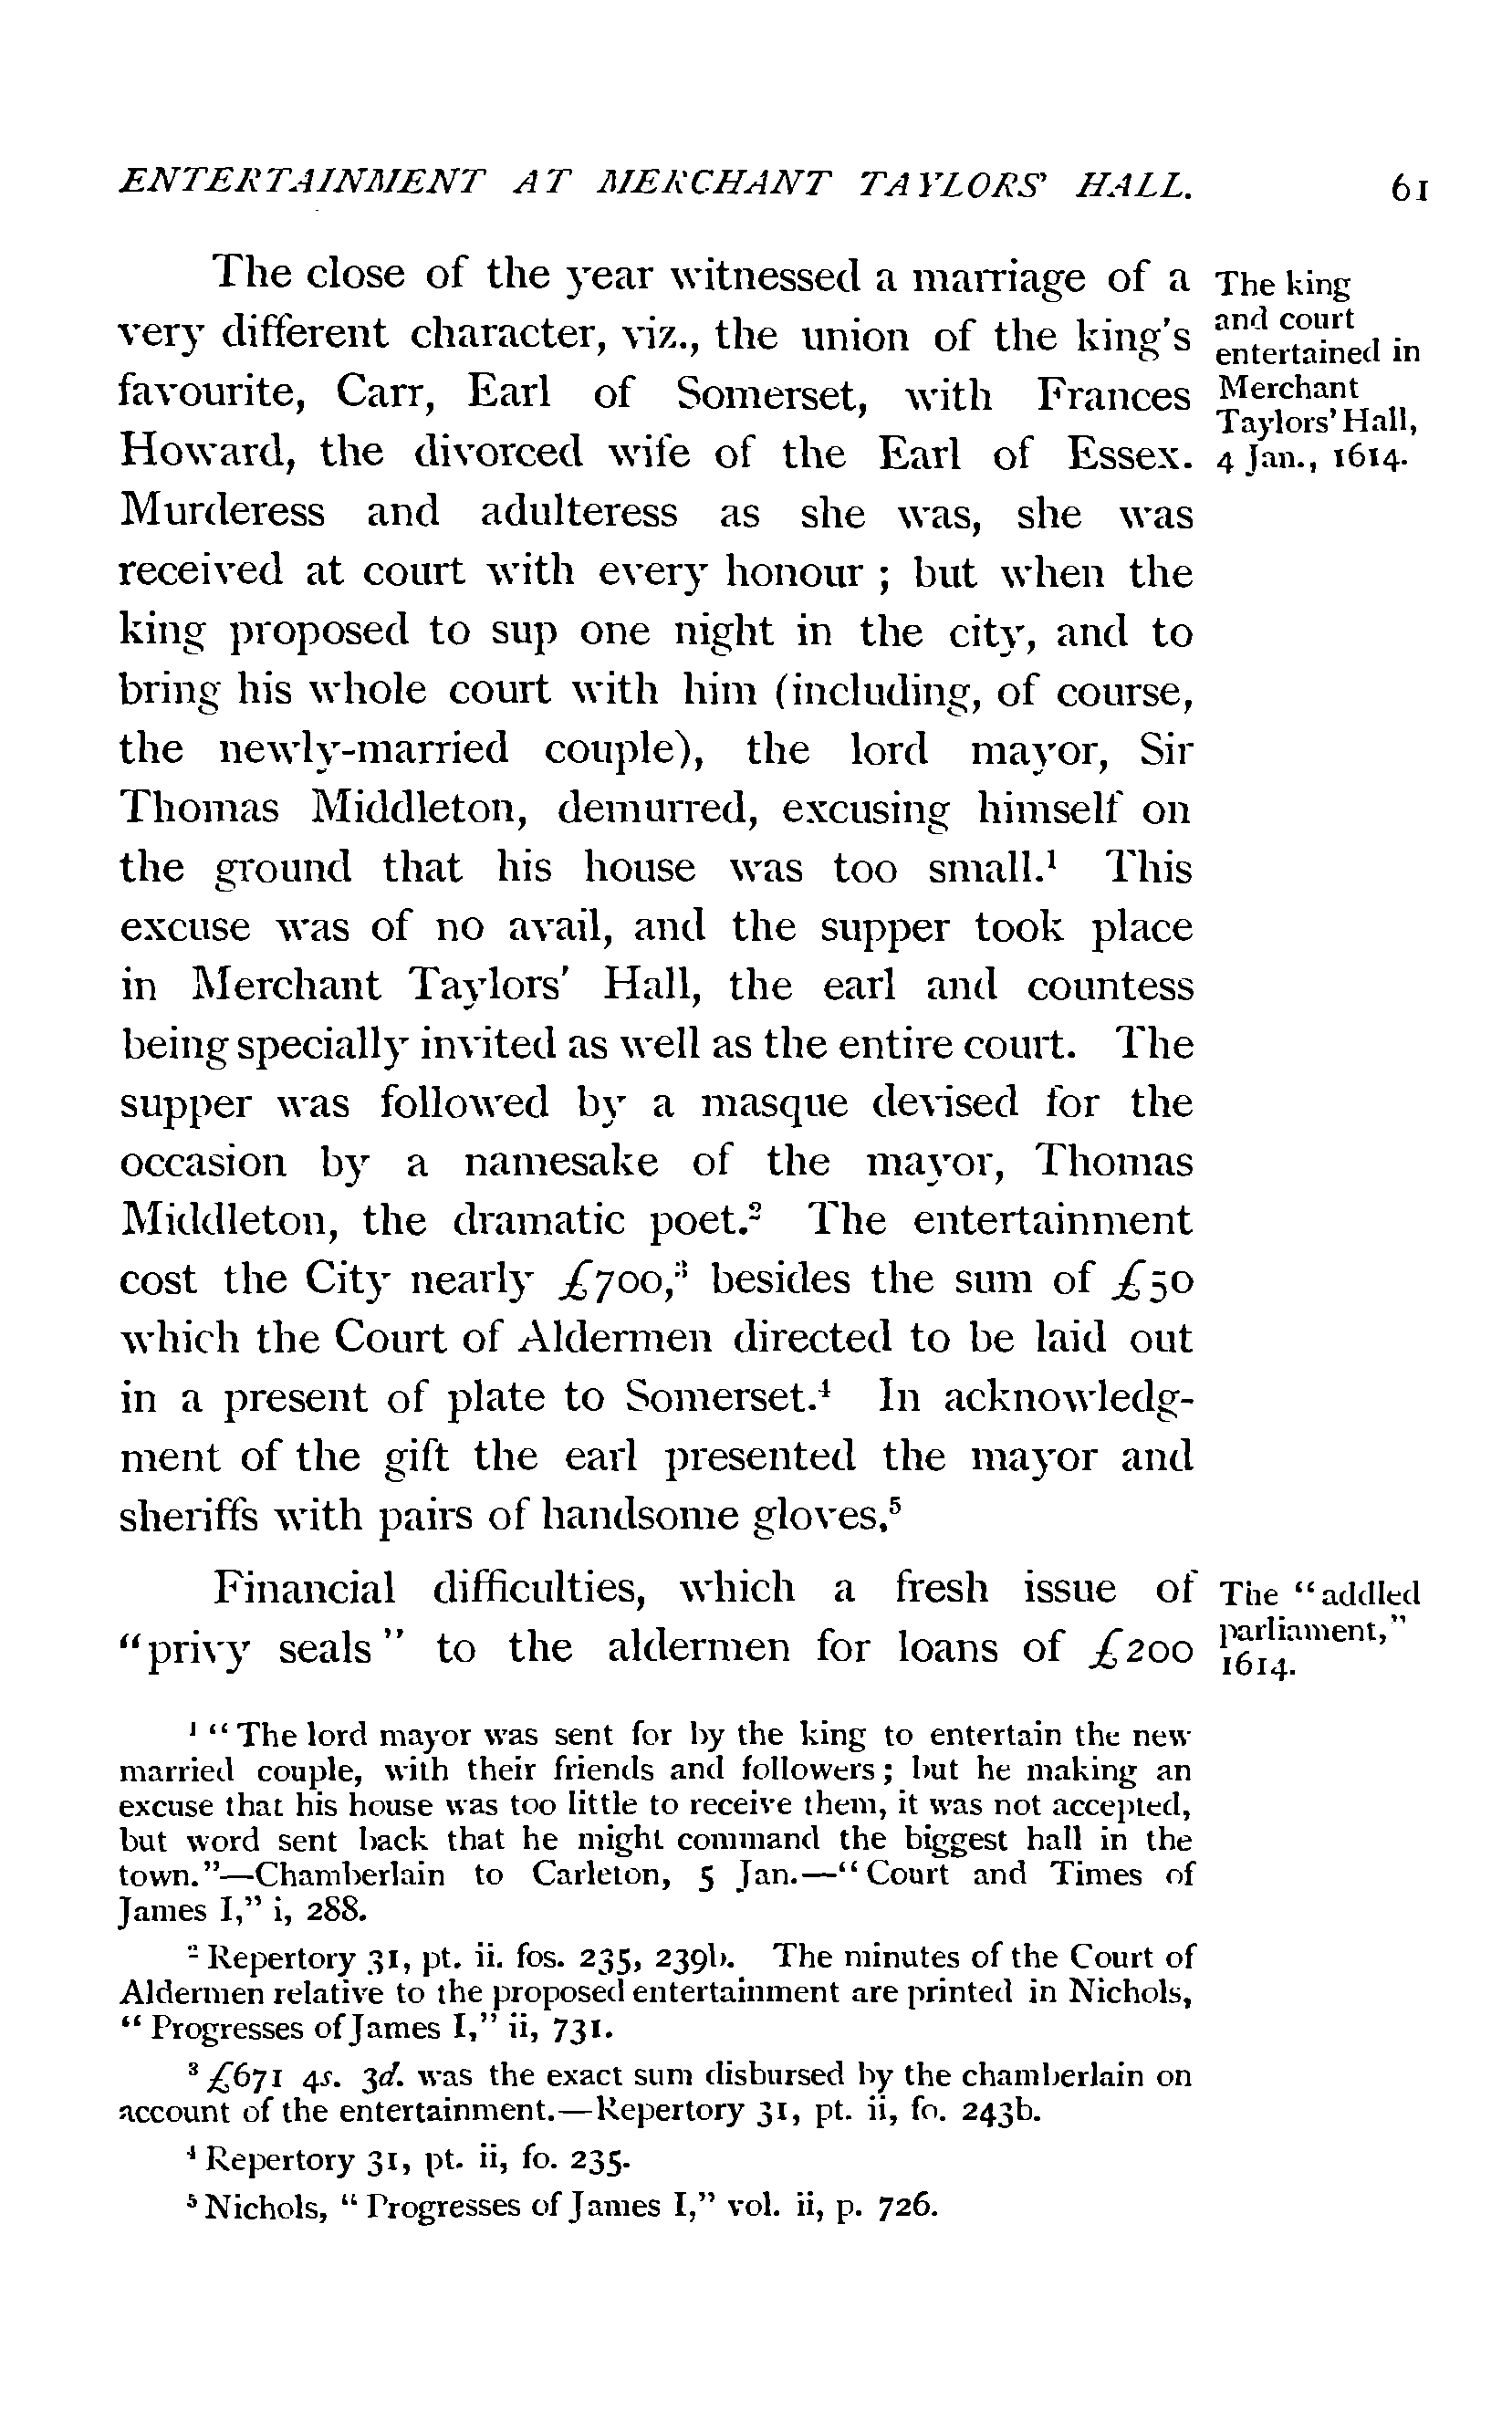 ENTERTAINMENT AT MERCHANT TAYLORS' HALL. 61
The close of the year witnessed a marriage of a
very different character, viz., the union of the king's
favourite, Carr, Earl of Somerset, with Frances
Howard, the divorced wife of the Earl of Essex.
Murderess and adulteress as she was, she was
received at court with every honour ; but when the
king proposed to sup one night in the city, and to
bring his whole court with him (including, of course,
the newly-married couple), the lord mayor, Sir
Thomas Middleton, demurred, excusing himself on
the ground that his house was too small.¹ This
excuse was of no avail, and the supper took place
in Merchant Taylors' Hall, the earl and countess
being specially invited as well as the entire court. The
supper was followed by a masque devised for the
occasion by a namesake of the mayor, Thomas
Middleton, the dramatic poet.² The entertainment
cost the City nearly £700,³ besides the sum of £50
which the Court of Aldermen directed to be laid out
in a present of plate to Somerset.⁴ In acknowledg-
ment of the gift the earl presented the mayor and
sheriffs with pairs of handsome gloves.⁵
The king
and court
entertained in
Merchant
Taylors' Hall,
4 Jan., 1614.
Financial difficulties, which a fresh issue of
"privy seals" to the aldermen for loans of £200
The "addled
parliament,"
1614.
¹ "The lord mayor was sent for by the king to entertain the new
married couple, with their friends and followers; but he making an
excuse that his house was too little to receive them, it was not accepted,
but word sent back that he might command the biggest hall in the
town."—Chamberlain to Carleton, 5 Jan.—"Court and Times of
James I," i, 288.
² Repertory 31, pt. ii. fos. 235, 239b. The minutes of the Court of
Aldermen relative to the proposed entertainment are printed in Nichols,
"Progresses of James I," ii, 731.
³ £671 4s. 3d. was the exact sum disbursed by the chamberlain on
account of the entertainment.—Repertory 31, pt. ii, fo. 243b.
⁴ Repertory 31, pt. ii, fo. 235.
⁵ Nichols, "Progresses of James I," vol. ii, p. 726.